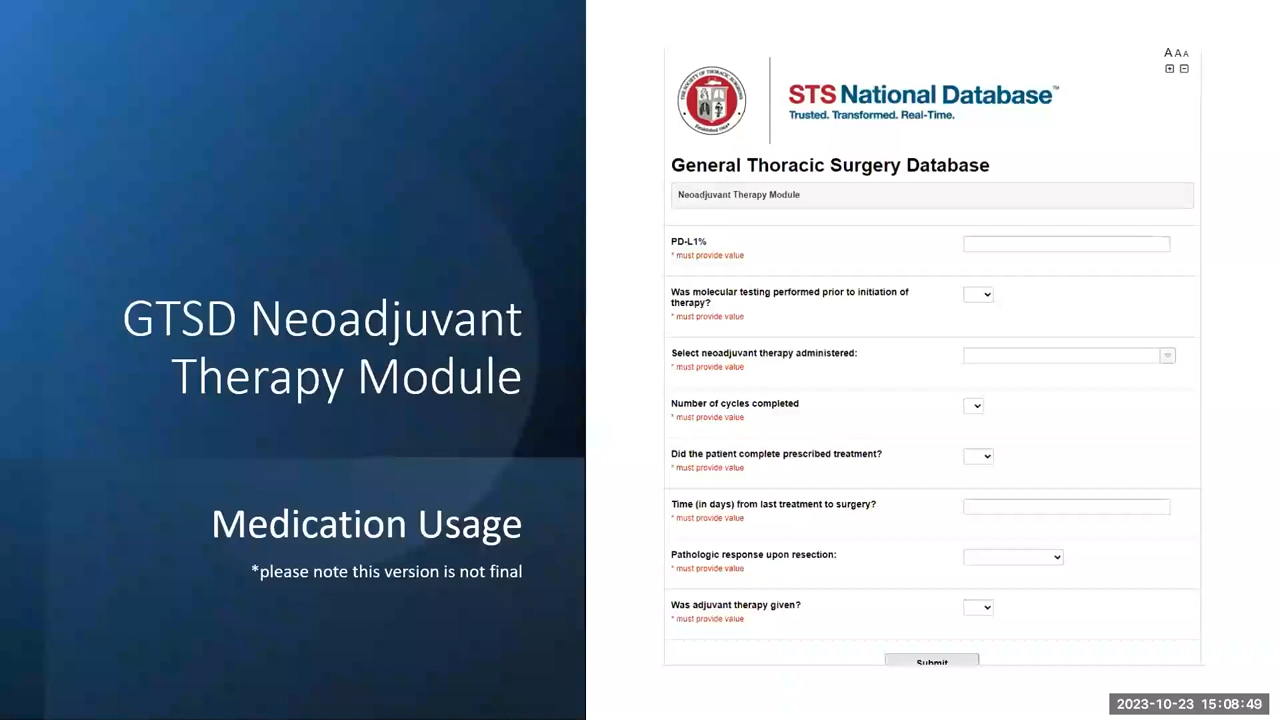 GTSD Neoadjuvant
Therapy Module
Medication Usage
*please note this version is not final
A A A
STS National Database™
Trusted. Transformed. Real-Time.
General Thoracic Surgery Database
Neoadjuvant Therapy Module
PD-L1%
* must provide value
Was molecular testing performed prior to initiation of
therapy?
* must provide value
Select neoadjuvant therapy administered:
* must provide value
Number of cycles completed
* must provide value
Did the patient complete prescribed treatment?
* must provide value
Time (in days) from last treatment to surgery?
* must provide value
Pathologic response upon resection:
* must provide value
Was adjuvant therapy given?
* must provide value
Submit
2023-10-23 15:08:49